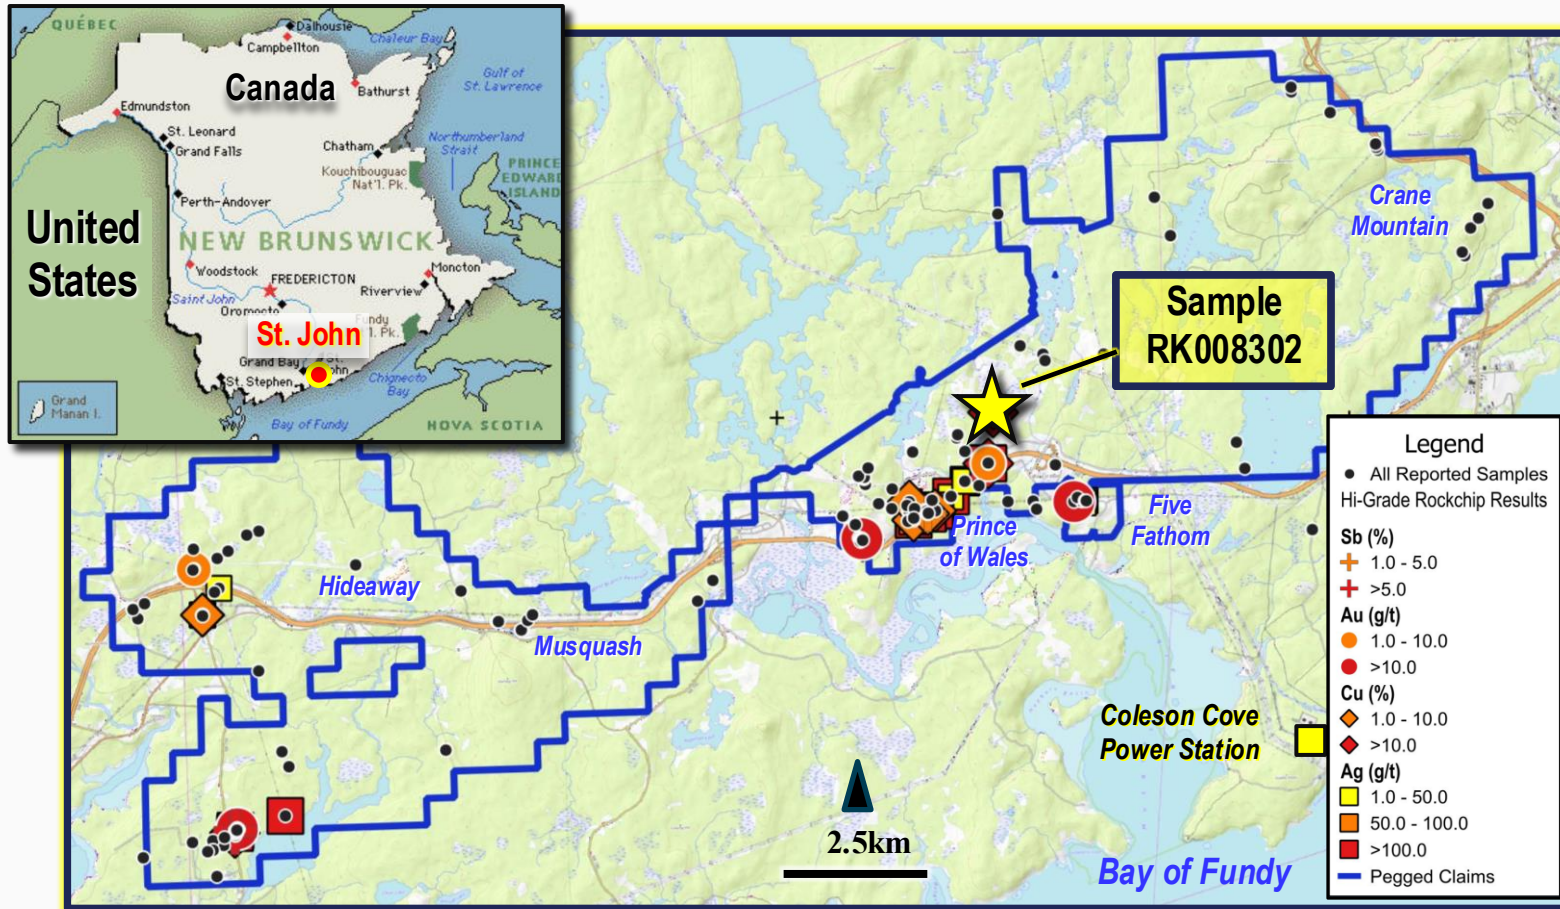 QUÉBEC
Dalhousie
Campbellton
Chaleur Bay
Canada
Bathurst
Gulf of
St. Lawrence
Edmundston
St. Leonard
Grand Falls
Chatham
Northumberland
Strait
Kouchibouguac
Nat'l. Pk.
PRINCE
EDWARD
ISLAND
Perth-Andover
United
States
NEW BRUNSWICK
Woodstock
FREDERICTON
Moncton
Riverview
Saint John
Oromocto
Fundy
Pk.
St. John
Grand Bay
St.
St. Stephen
Chignecto
Bay
Grand
Manan I.
Bay of Fundy
NOVA SCOTIA
Crane
Mountain
Sample
RK008302
Hideaway
Musquash
Prince
of Wales
Five
Fathom
Coleson Cove
Power Station
2.5km
Bay of Fundy
Legend
All Reported Samples
Hi-Grade Rockchip Results
Sb (%)
1.0 - 5.0
>5.0
Au (g/t)
1.0 - 10.0
>10.0
Cu (%)
1.0 - 10.0
>10.0
Ag (g/t)
1.0 - 50.0
50.0 - 100.0
>100.0
Pegged Claims